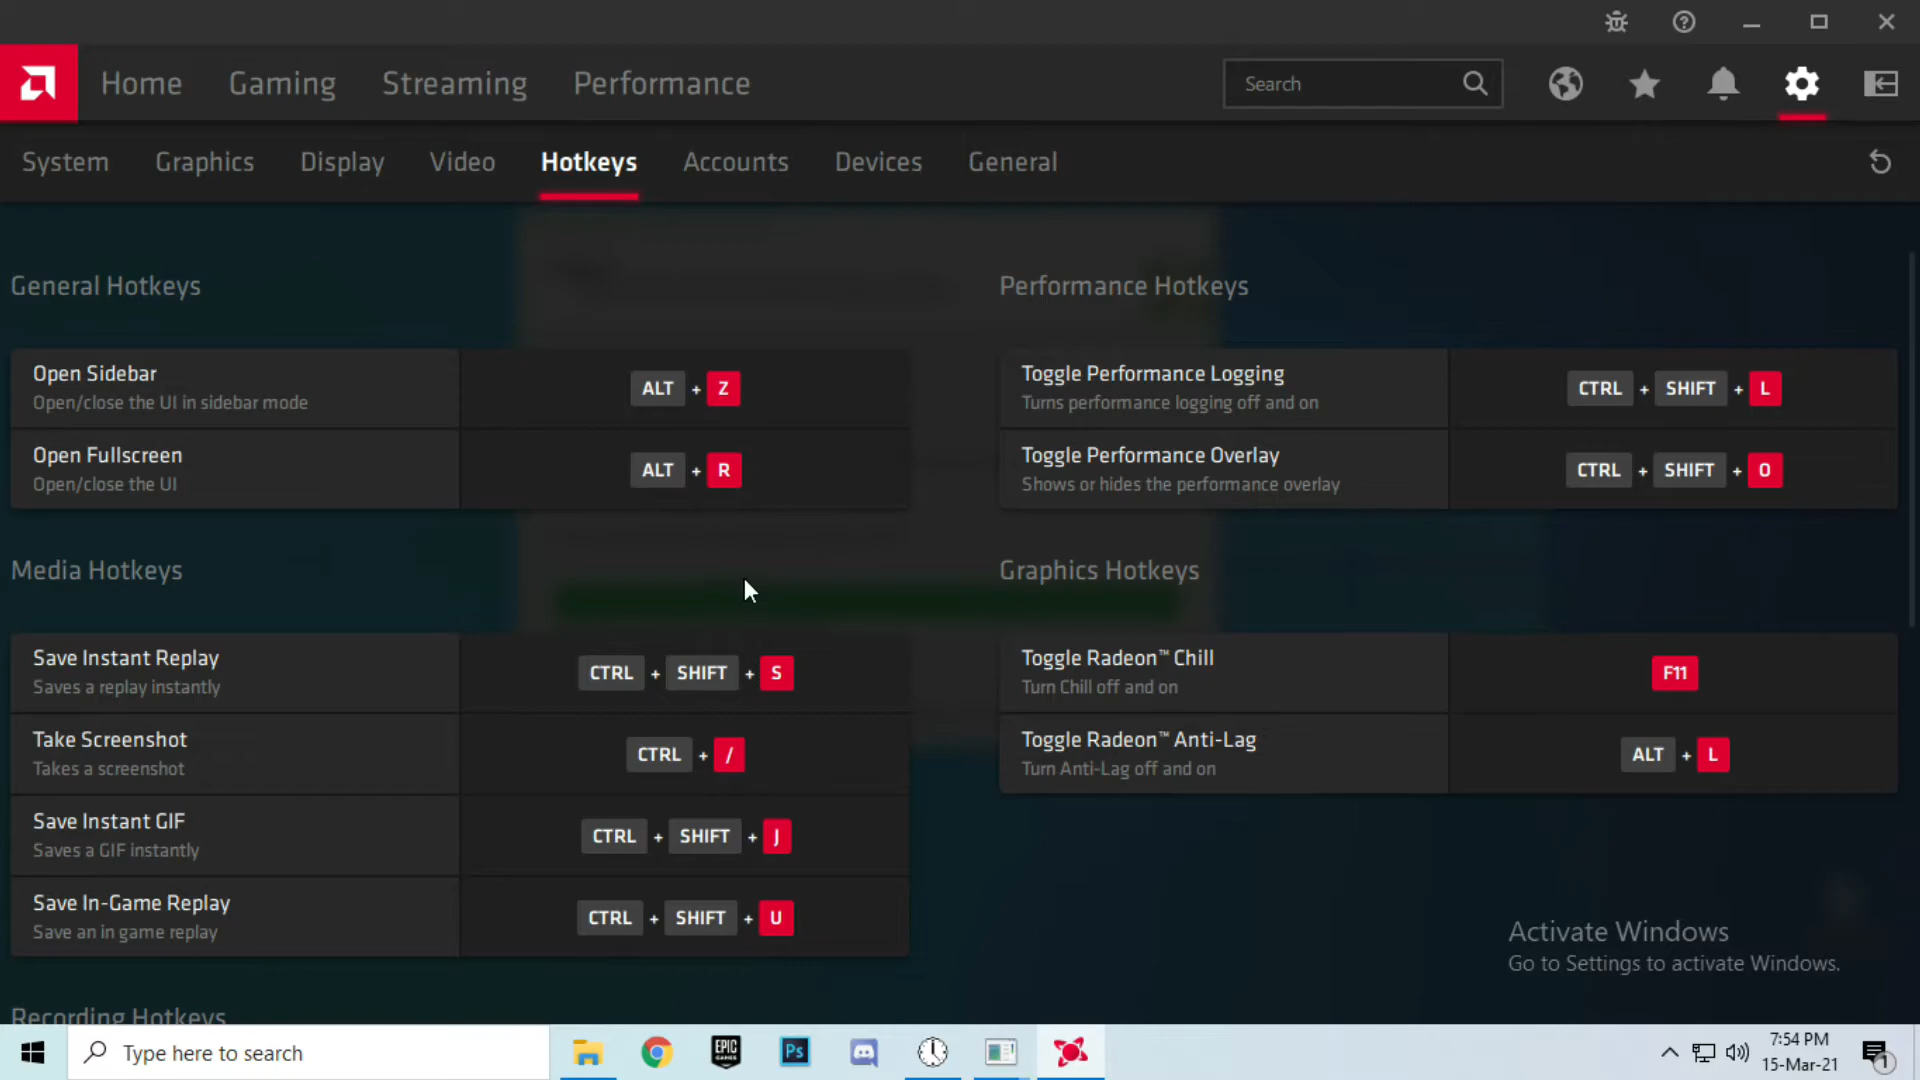 Home Gaming Streaming Performance Search
System Graphics Display Video Hotkeys Accounts Devices General
General Hotkeys
Open Sidebar
Open/close the UI in sidebar mode
ALT + Z
Open Fullscreen
Open/close the UI
ALT + R
Media Hotkeys
Save Instant Replay
Saves a replay instantly
CTRL + SHIFT + S
Take Screenshot
Takes a screenshot
CTRL + /
Save Instant GIF
Saves a GIF instantly
CTRL + SHIFT + J
Save In-Game Replay
Save an in game replay
CTRL + SHIFT + U
Recording Hotkeys
Performance Hotkeys
Toggle Performance Logging
Turns performance logging off and on
CTRL + SHIFT + L
Toggle Performance Overlay
Shows or hides the performance overlay
CTRL + SHIFT + O
Graphics Hotkeys
Toggle Radeon™ Chill
Turn Chill off and on
F11
Toggle Radeon™ Anti-Lag
Turn Anti-Lag off and on
ALT + L
Activate Windows
Go to Settings to activate Windows.
Type here to search
EPIC
GAMES
Ps
7:54 PM
15-Mar-21
1